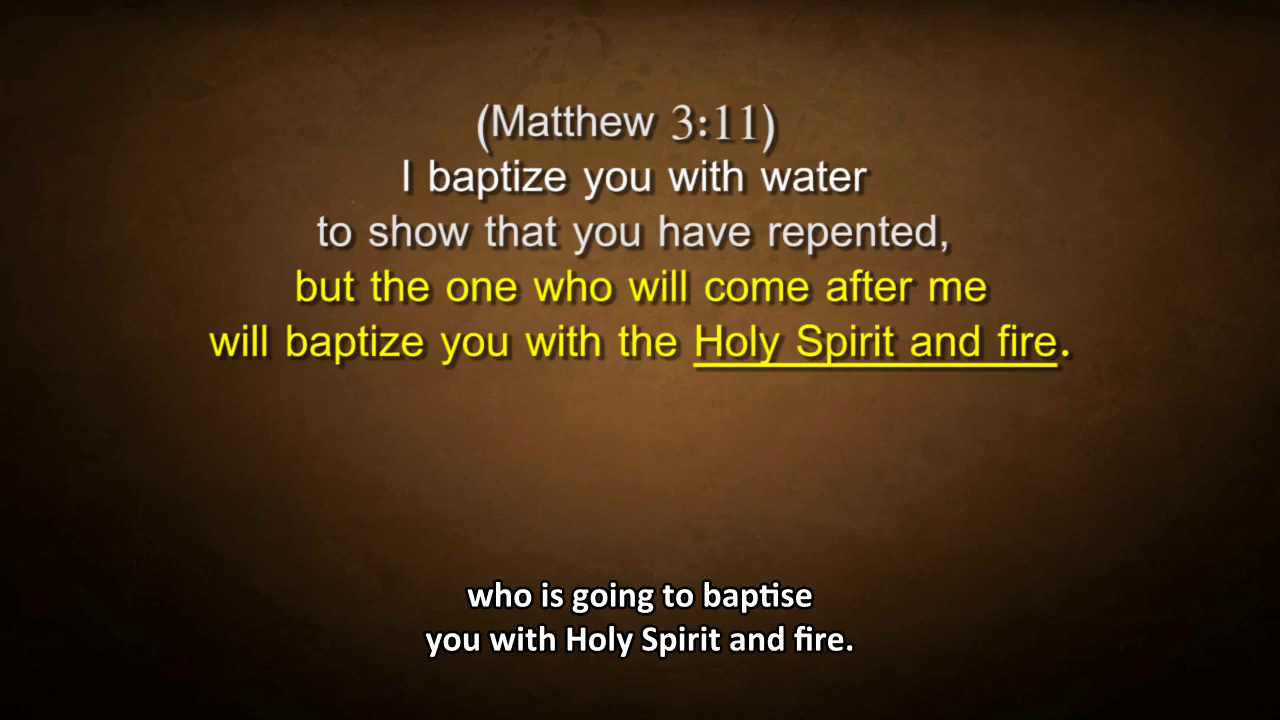 (Matthew 3:11)
I baptize you with water
to show that you have repented,
but the one who will come after me
will baptize you with the Holy Spirit and fire.
who is going to baptise
you with Holy Spirit and fire.